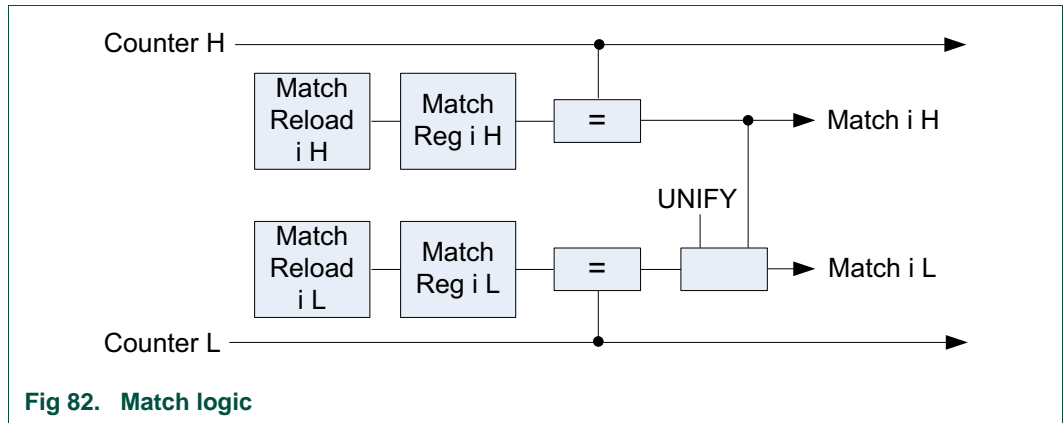 Counter H
Match
Reload
i H
Match
Reg i H
=
Match i H
UNIFY
Match
Reload
i L
Match
Reg i L
=
Match i L
Counter L
Fig 82. Match logic